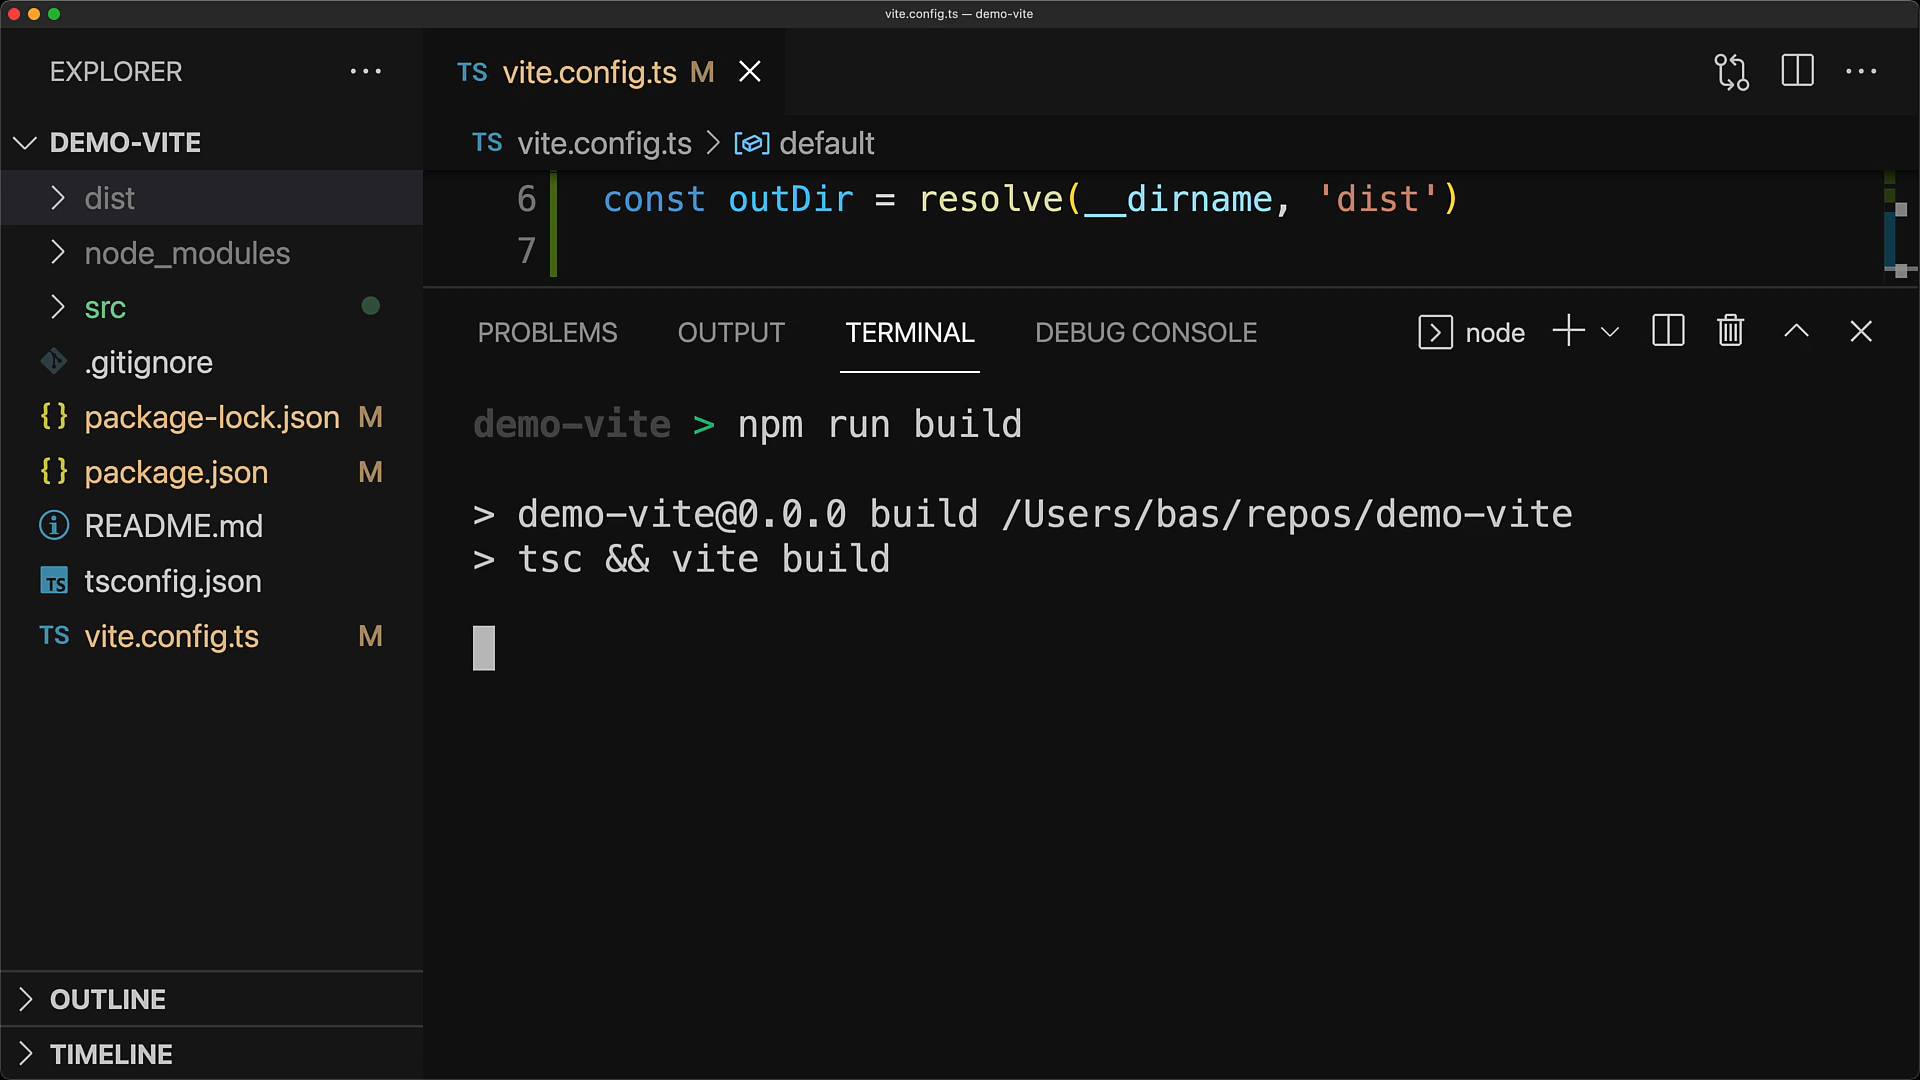 vite.config.ts — demo-vite
EXPLORER
DEMO-VITE
dist
node_modules
src
.gitignore
{} package-lock.json M
{} package.json M
README.md
TS tsconfig.json
TS vite.config.ts M
OUTLINE
TIMELINE
TS vite.config.ts M
TS vite.config.ts > default
6 const outDir = resolve(__dirname, 'dist')
7
PROBLEMS OUTPUT TERMINAL DEBUG CONSOLE node
demo-vite > npm run build
> demo-vite@0.0.0 build /Users/bas/repos/demo-vite
> tsc && vite build